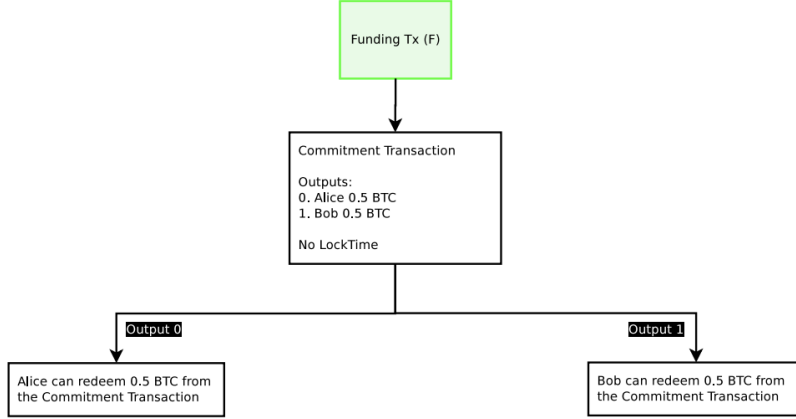 Funding Tx (F)
Commitment Transaction
Outputs:
0. Alice 0.5 BTC
1. Bob 0.5 BTC
No LockTime
Output 0
Output 1
Alice can redeem 0.5 BTC from
the Commitment Transaction
Bob can redeem 0.5 BTC from
the Commitment Transaction